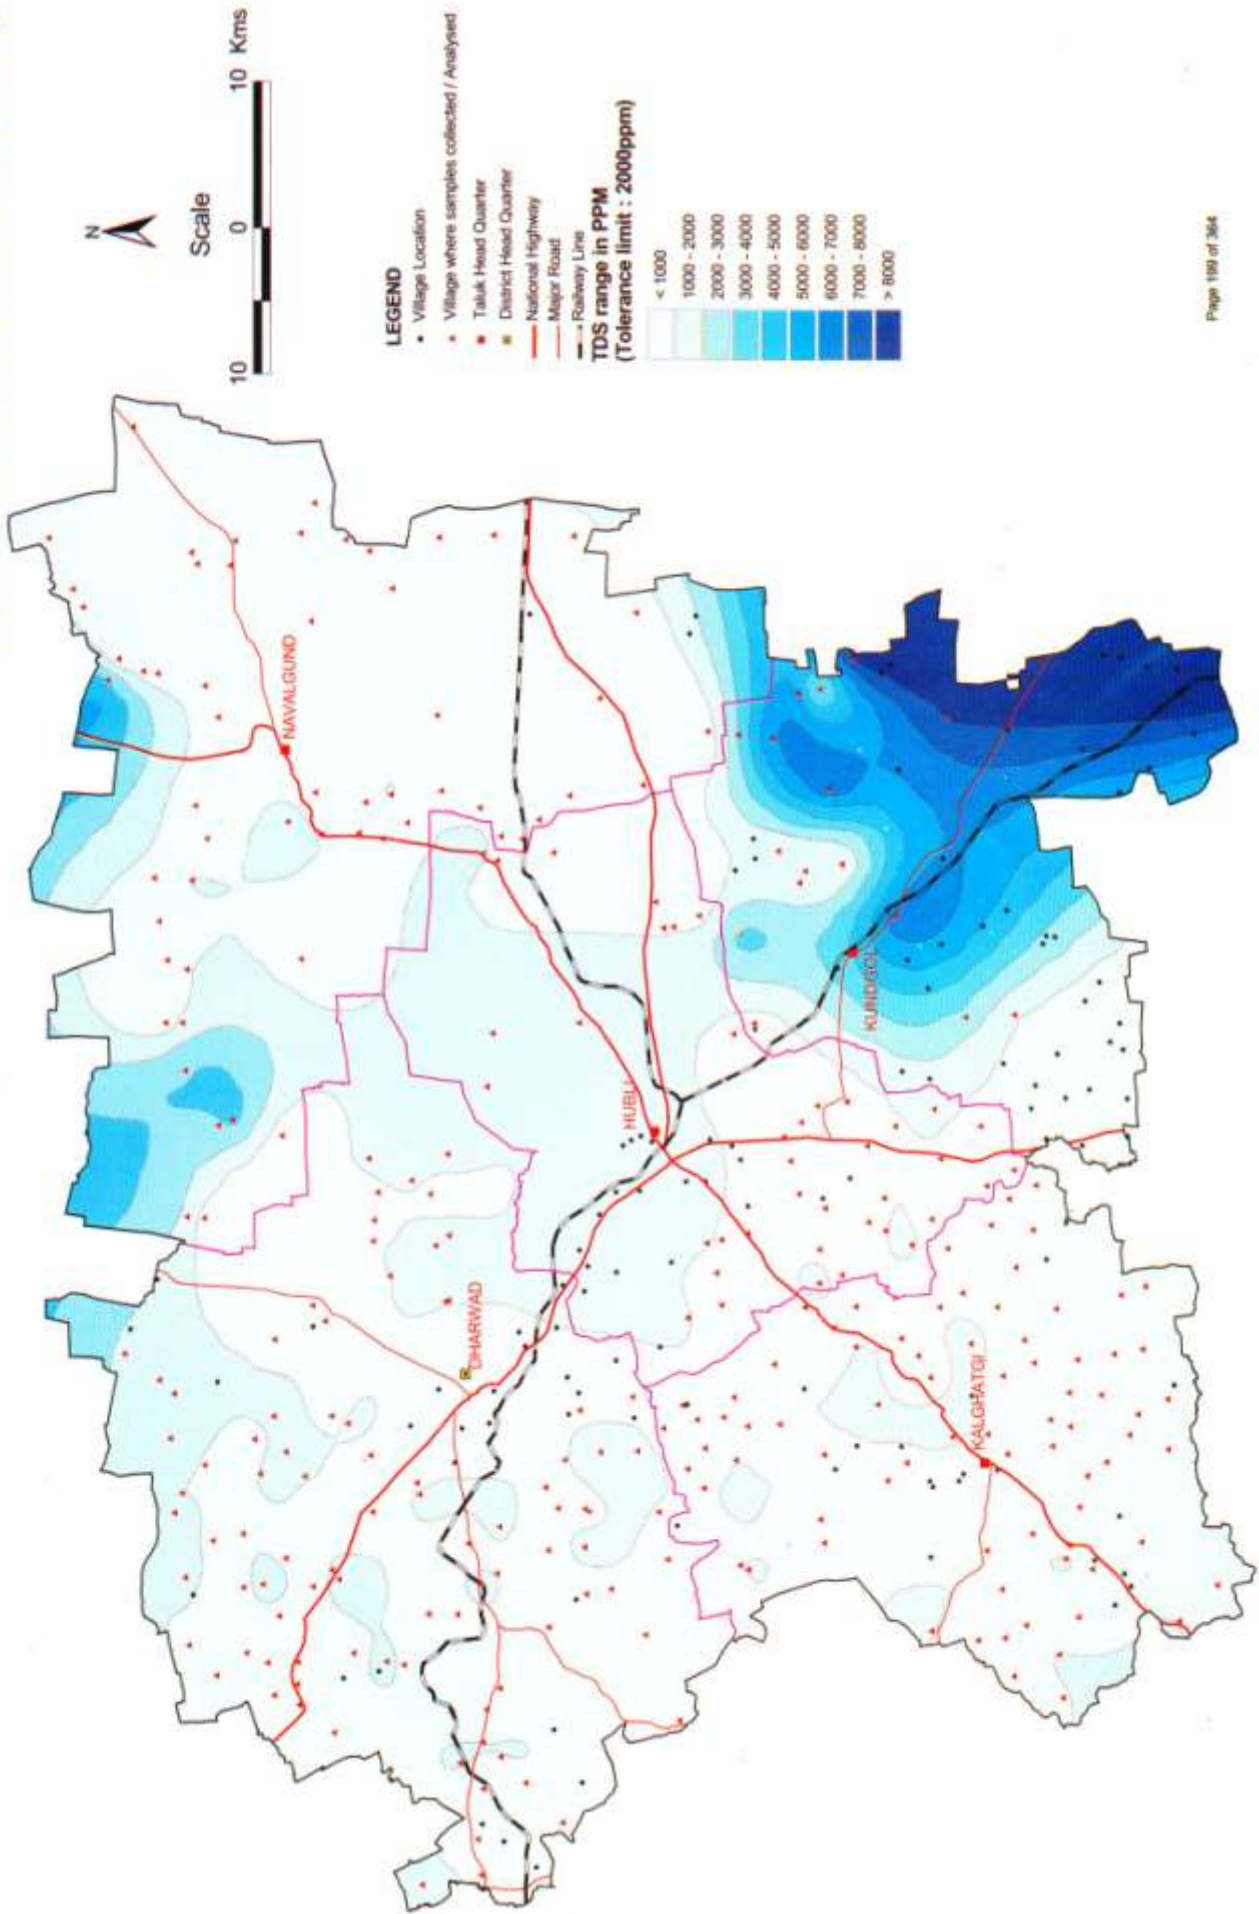 N
Scale
10 0 10 Kms
LEGEND
Village Location
Village where samples collected / Analysed
Taluk Head Quarter
District Head Quarter
National Highway
Major Road
Railway Line
TDS range in PPM
(Tolerance limit : 2000ppm)
< 1000
1000 - 2000
2000 - 3000
3000 - 4000
4000 - 5000
5000 - 6000
6000 - 7000
7000 - 8000
> 8000
NAVALGUND
DHARWAD
HUBLI
KUNDGOL
KALGHATGI
Page 199 of 364